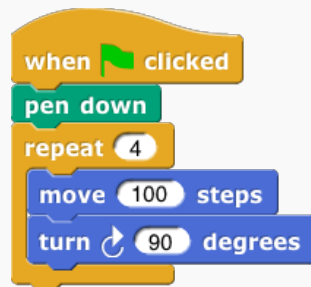 when clicked
pen down
repeat 4
move 100 steps
turn 90 degrees